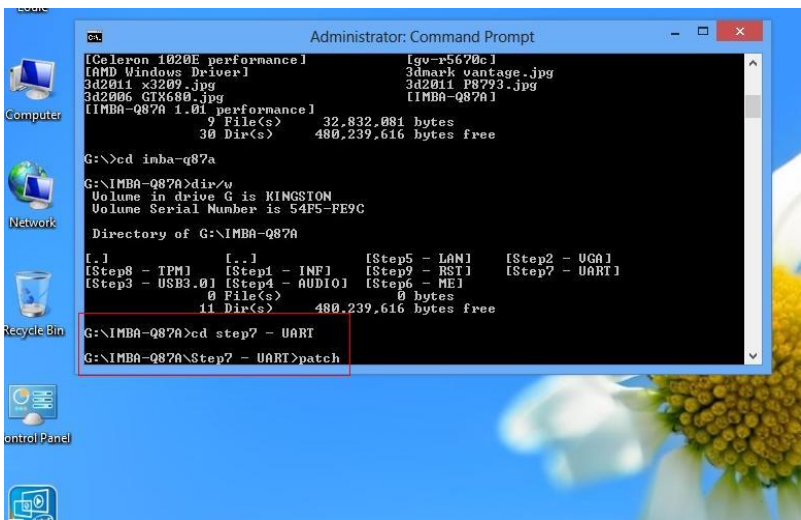 Administrator: Command Prompt
[Celeron 1020E performance] [gv-r5670c]
[AMD Windows Driver] 3dmark vantage.jpg
3d2011 x3209.jpg 3d2011 P8793.jpg
3d2006 GTX680.jpg [IMBA-Q87A]
[IMBA-Q87A 1.01 performance]
9 File(s) 32,832,081 bytes
30 Dir(s) 480,239,616 bytes free
G:\>cd imba-q87a
G:\IMBA-Q87A>dir/w
Volume in drive G is KINGSTON
Volume Serial Number is 54F5-FE9C
Directory of G:\IMBA-Q87A
[.] [..] [Step5 - LAN] [Step2 - VGA]
[Step8 - TPM] [Step1 - INF] [Step9 - RST] [Step7 - UART]
[Step3 - USB3.0] [Step4 - AUDIO] [Step6 - ME]
0 File(s) 0 bytes
11 Dir(s) 480,239,616 bytes free
G:\IMBA-Q87A>cd step7 - UART
G:\IMBA-Q87A\Step7 - UART>patch
Computer
Network
Recycle Bin
ontrol Panel